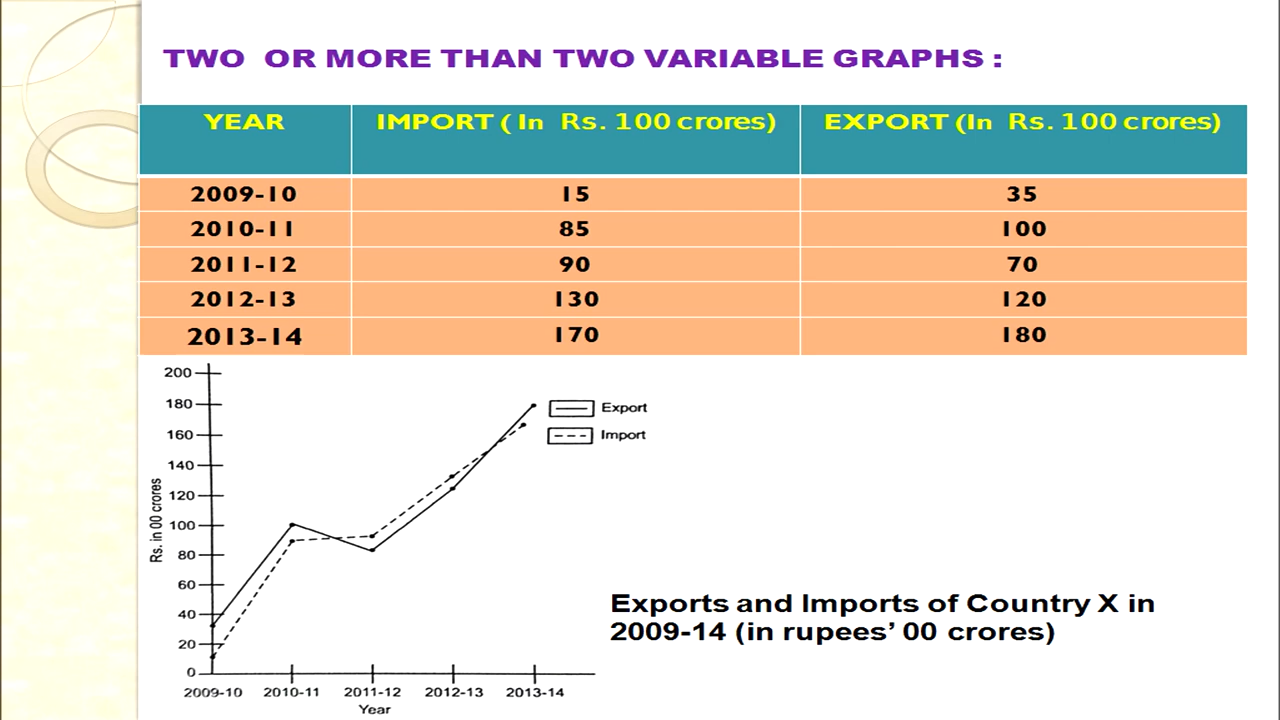 TWO OR MORE THAN TWO VARIABLE GRAPHS :
YEAR IMPORT ( In Rs. 100 crores) EXPORT (In Rs. 100 crores)
2009-10 15 35
2010-11 85 100
2011-12 90 70
2012-13 130 120
2013-14 170 180
200
180
160
140
120
100
80
60
40
20
0
Rs. in 00 crores
Export
Import
2009-10 2010-11 2011-12 2012-13 2013-14
Year
Exports and Imports of Country X in
2009-14 (in rupees’ 00 crores)